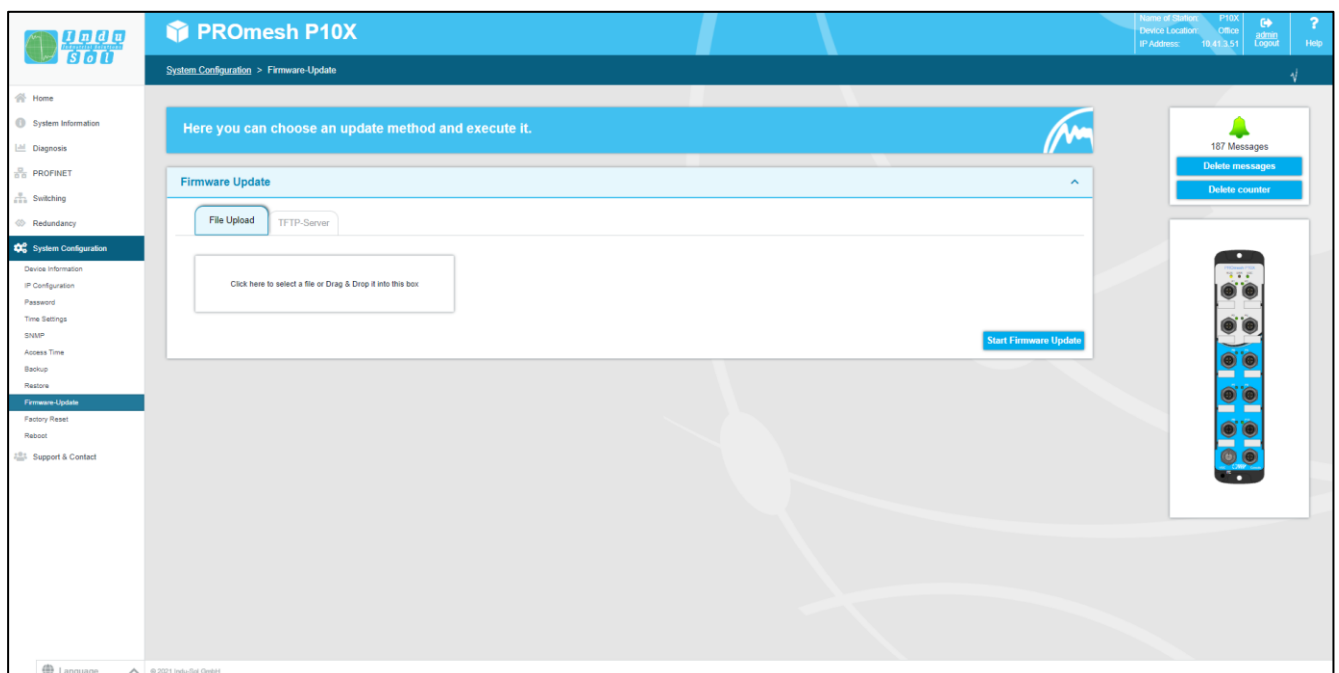 Indu
Industrial Solutions
Sol
PROmesh P10X
Name of Station: P10X
Device Location: Office
IP Address: 10.41.3.51
admin
Logout
?
Help
System Configuration > Firmware-Update
Home
System Information
Diagnosis
PROFINET
Switching
Redundancy
System Configuration
Device Information
IP Configuration
Password
Time Settings
SNMP
Access Time
Backup
Restore
Firmware-Update
Factory Reset
Reboot
Support & Contact
Here you can choose an update method and execute it.
Firmware Update
File Upload
TFTP-Server
Click here to select a file or Drag & Drop it into this box
Start Firmware Update
187 Messages
Delete messages
Delete counter
Language
© 2021 Indu-Sol GmbH